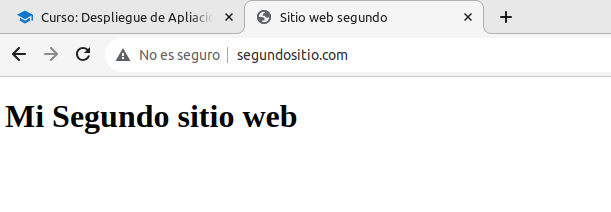 Curso: Despliegue de Apliacio
Sitio web segundo
No es seguro
segundositio.com
Mi Segundo sitio web